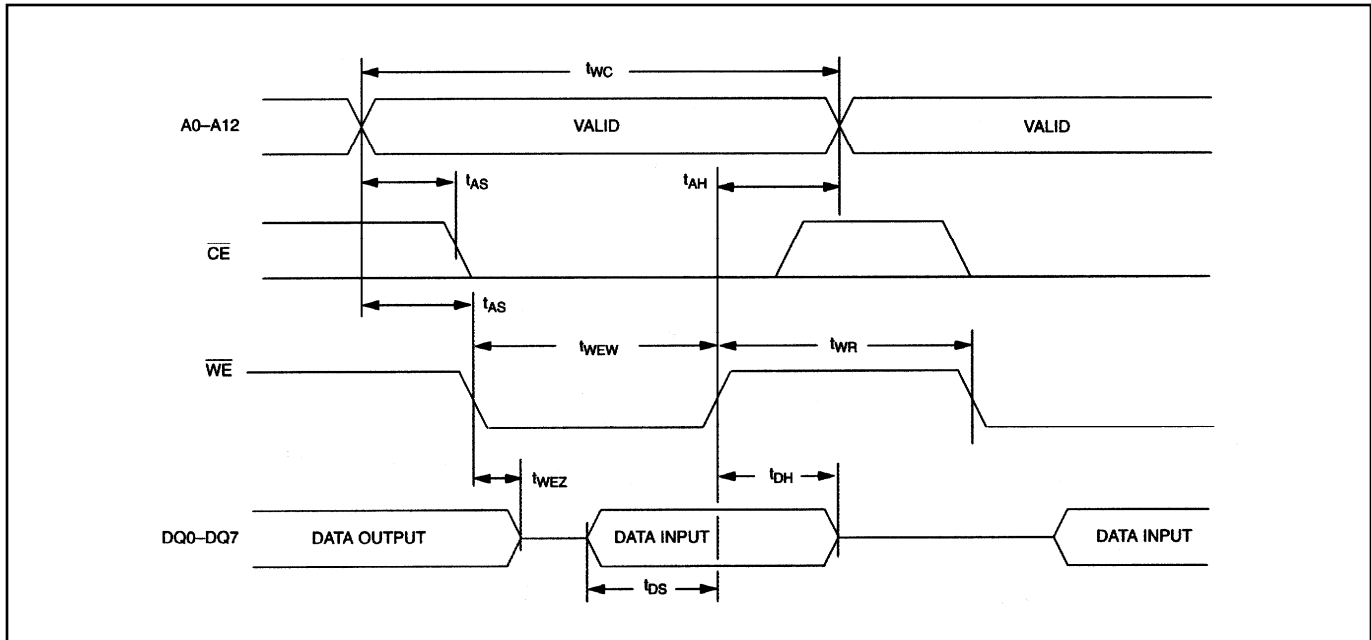 tWC
A0–A12 VALID VALID
tAS tAH
CE
tAS
tWEW tWR
WE
tWEZ tDH
DQ0–DQ7 DATA OUTPUT DATA INPUT DATA INPUT
tDS